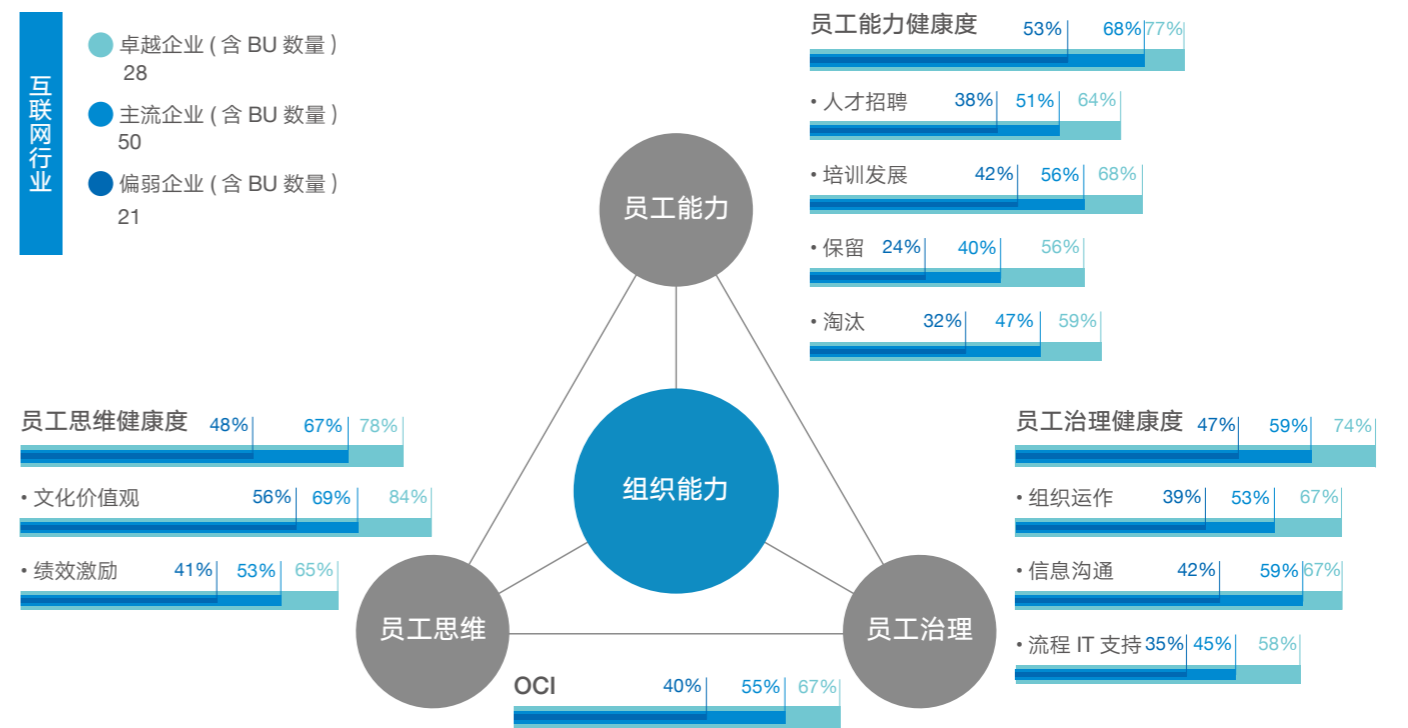 互联网行业
卓越企业 ( 含 BU 数量 )
28
主流企业 ( 含 BU 数量 )
50
偏弱企业 ( 含 BU 数量 )
21
员工能力健康度 53% 68% 77%
• 人才招聘 38% 51% 64%
• 培训发展 42% 56% 68%
• 保留 24% 40% 56%
• 淘汰 32% 47% 59%
员工能力
组织能力
员工思维
员工治理
员工思维健康度 48% 67% 78%
• 文化价值观 56% 69% 84%
• 绩效激励 41% 53% 65%
员工治理健康度 47% 59% 74%
• 组织运作 39% 53% 67%
• 信息沟通 42% 59% 67%
• 流程 IT 支持 35% 45% 58%
OCI 40% 55% 67%